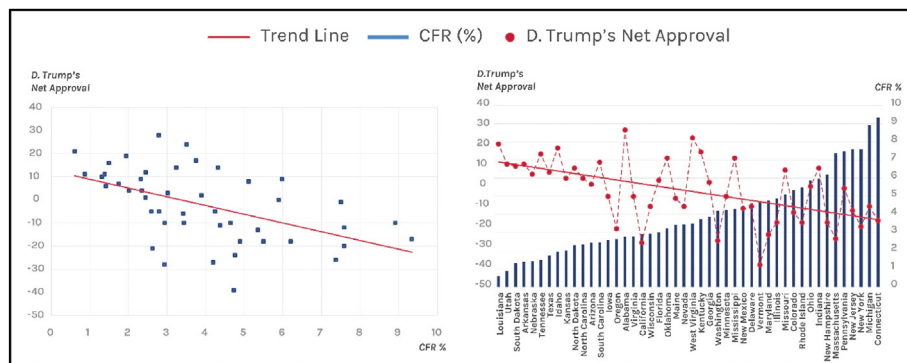 Trend Line CFR (%) D. Trump's Net Approval
D. Trump's
Net Approval
40
30
20
10
0
-10
-20
-30
-40
-50
0 1 2 3 4 5 6 7 8 9 10
CFR %
D.Trump's
Net Approval
CFR %
40
30
20
10
0
-10
-20
-30
-40
-50
10
9
8
7
6
5
4
3
2
1
0
Louisiana
Utah
South Dakota
Arkansas
Nebraska
Tennessee
Texas
Idaho
Kansas
North Dakota
North Carolina
Arizona
South Carolina
Iowa
Oregon
Alabama
Virginia
California
Wisconsin
Florida
Oklahoma
Maine
Nevada
West Virginia
Kentucky
Georgia
Washington
Minnesota
Mississippi
New Mexico
Delaware
Vermont
Maryland
Illinois
Missouri
Colorado
Rhode Island
Ohio
Indiana
New Hampshire
Massachusetts
Pennsylvania
New Jersey
New York
Michigan
Connecticut